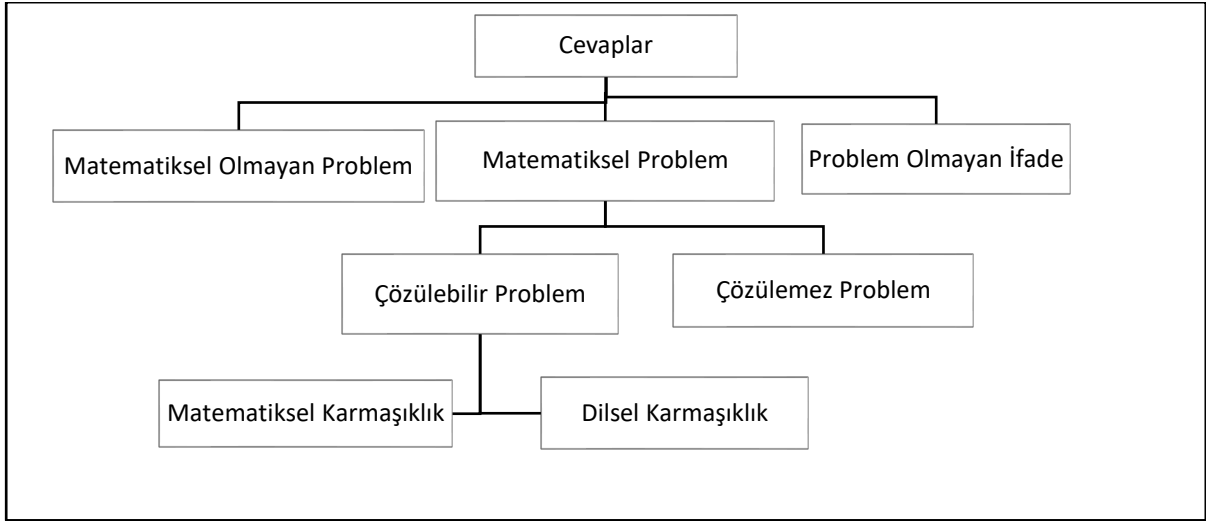 Cevaplar
Matematiksel Olmayan Problem
Matematiksel Problem
Problem Olmayan İfade
Çözülebilir Problem
Çözülemez Problem
Matematiksel Karmaşıklık
Dilsel Karmaşıklık